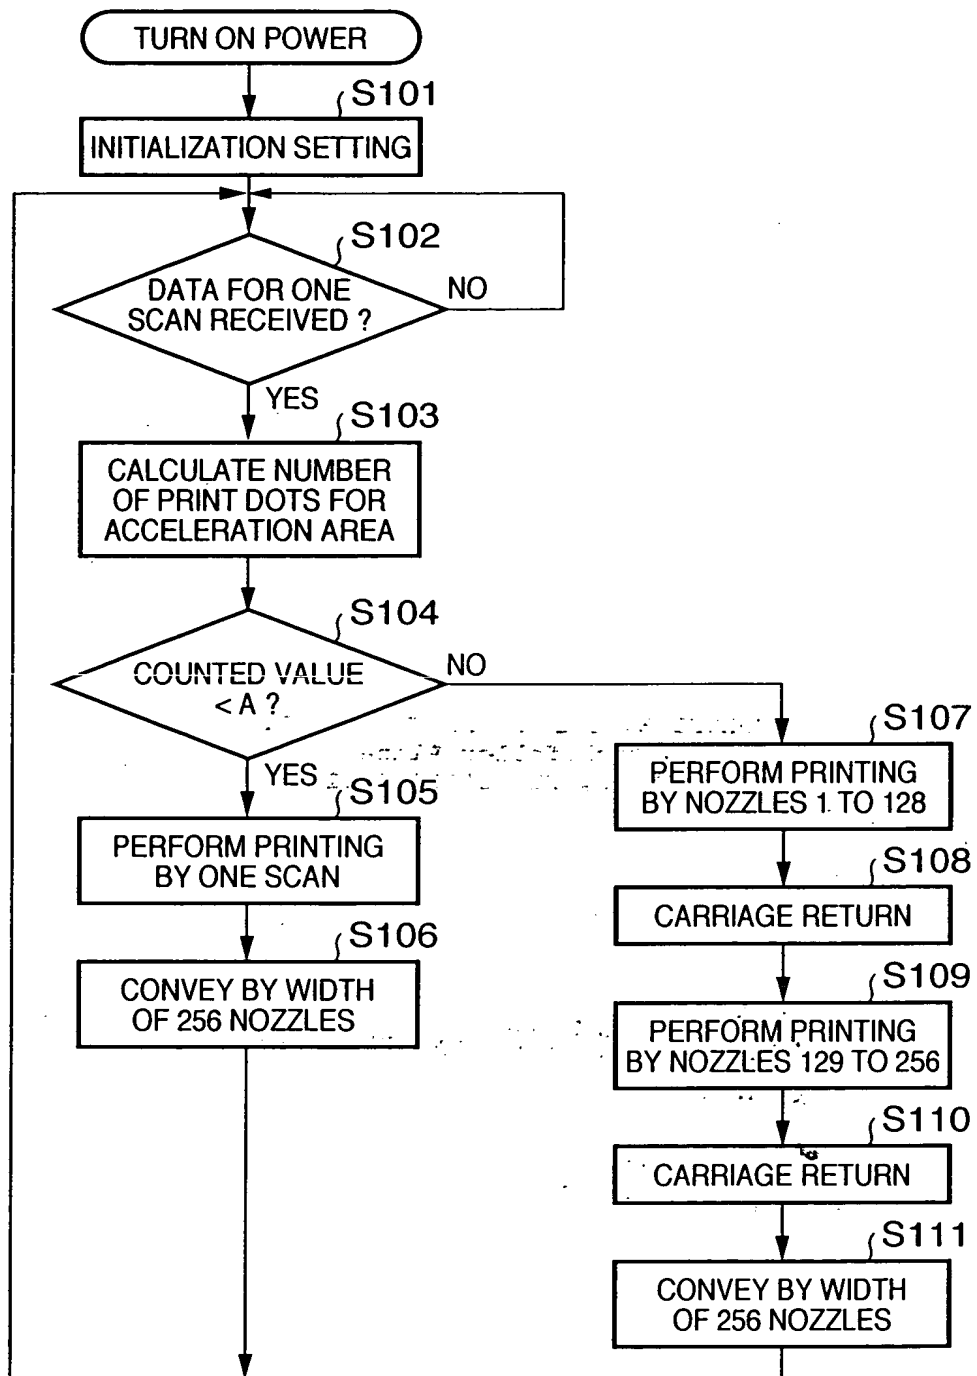 TURN ON POWER
S101
INITIALIZATION SETTING
S102
DATA FOR ONE
SCAN RECEIVED ?
NO
YES
S103
CALCULATE NUMBER
OF PRINT DOTS FOR
ACCELERATION AREA
S104
COUNTED VALUE
< A ?
NO
YES
S105
PERFORM PRINTING
BY ONE SCAN
S106
CONVEY BY WIDTH
OF 256 NOZZLES
S107
PERFORM PRINTING
BY NOZZLES 1 TO 128
S108
CARRIAGE RETURN
S109
PERFORM PRINTING
BY NOZZLES 129 TO 256
S110
CARRIAGE RETURN
S111
CONVEY BY WIDTH
OF 256 NOZZLES